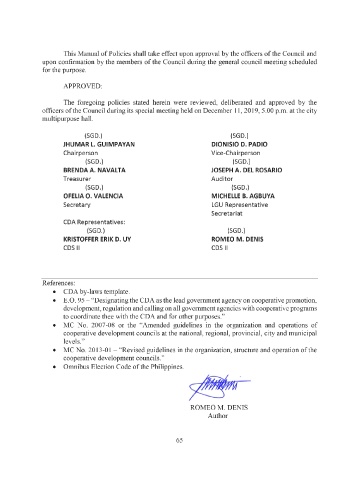 This Manual of Policies shall take effect upon approval by the officers of the Council and
upon confirmation by the members of the Council during the general council meeting scheduled
for the purpose.
APPROVED:
The foregoing policies stated herein were reviewed, deliberated and approved by the
officers of the Council during its special meeting held on December 11, 2019, 5:00 p.m. at the city
multipurpose hall.
(SGD.) (SGD.)
JHUMAR L. GUIMPAYAN DIONISIO D. PADIO
Chairperson Vice-Chairperson
(SGD.) (SGD.)
BRENDA A. NAVALTA JOSEPH A. DEL ROSARIO
Treasurer Auditor
(SGD.) (SGD.)
OFELIA O. VALENCIA MICHELLE B. AGBUYA
Secretary LGU Representative
Secretariat
CDA Representatives:
(SGD.) (SGD.)
KRISTOFFER ERIK D. UY ROMEO M. DENIS
CDS II CDS II
References:
• CDA by-laws template.
• E.O. 95 – “Designating the CDA as the lead government agency on cooperative promotion,
development, regulation and calling on all government agencies with cooperative programs
to coordinate thee with the CDA and for other purposes.”
• MC No. 2007-08 or the “Amended guidelines in the organization and operations of
cooperative development councils at the national, regional, provincial, city and municipal
levels.”
• MC No. 2013-01 – “Revised guidelines in the organization, structure and operation of the
cooperative development councils.”
• Omnibus Election Code of the Philippines.
ROMEO M. DENIS
Author
65